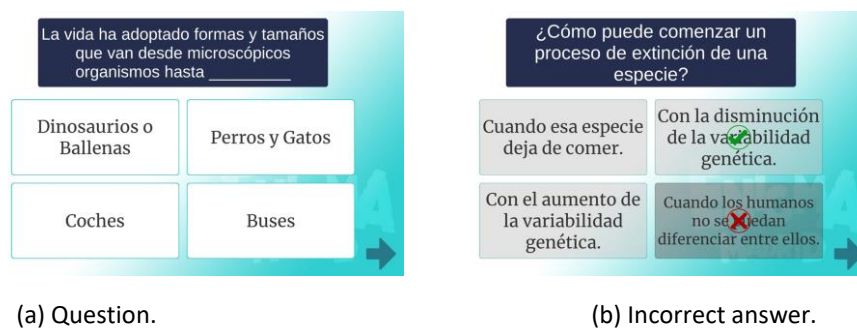 La vida ha adoptado formas y tamaños
que van desde microscópicos
organismos hasta __________
Dinosaurios o
Ballenas
Perros y Gatos
Coches
Buses
(a) Question.
¿Cómo puede comenzar un
proceso de extinción de una
especie?
Cuando esa especie
deja de comer.
Con la disminución
de la variabilidad
genética.
Con el aumento de
la variabilidad
genética.
Cuando los humanos
no se puedan
diferenciar entre ellos.
(b) Incorrect answer.